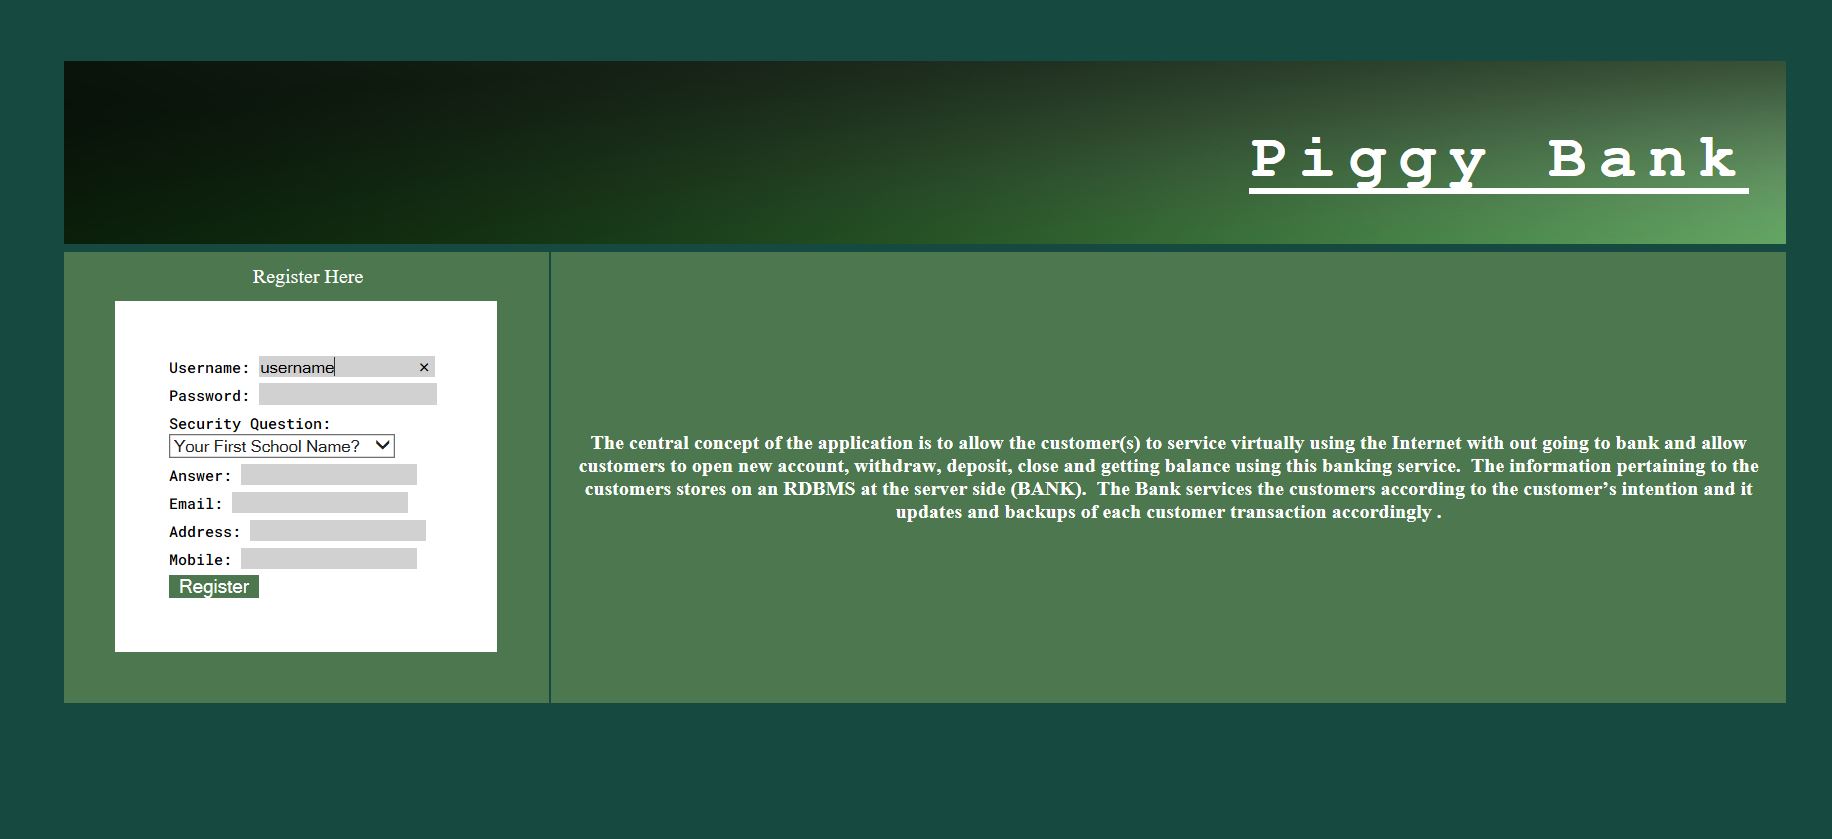 Piggy Bank
Register Here
Username: username ×
Password:
Security Question:
Your First School Name?
Answer:
Email:
Address:
Mobile:
Register
The central concept of the application is to allow the customer(s) to service virtually using the Internet with out going to bank and allow
customers to open new account, withdraw, deposit, close and getting balance using this banking service.  The information pertaining to the
customers stores on an RDBMS at the server side (BANK).  The Bank services the customers according to the customer’s intention and it
updates and backups of each customer transaction accordingly .